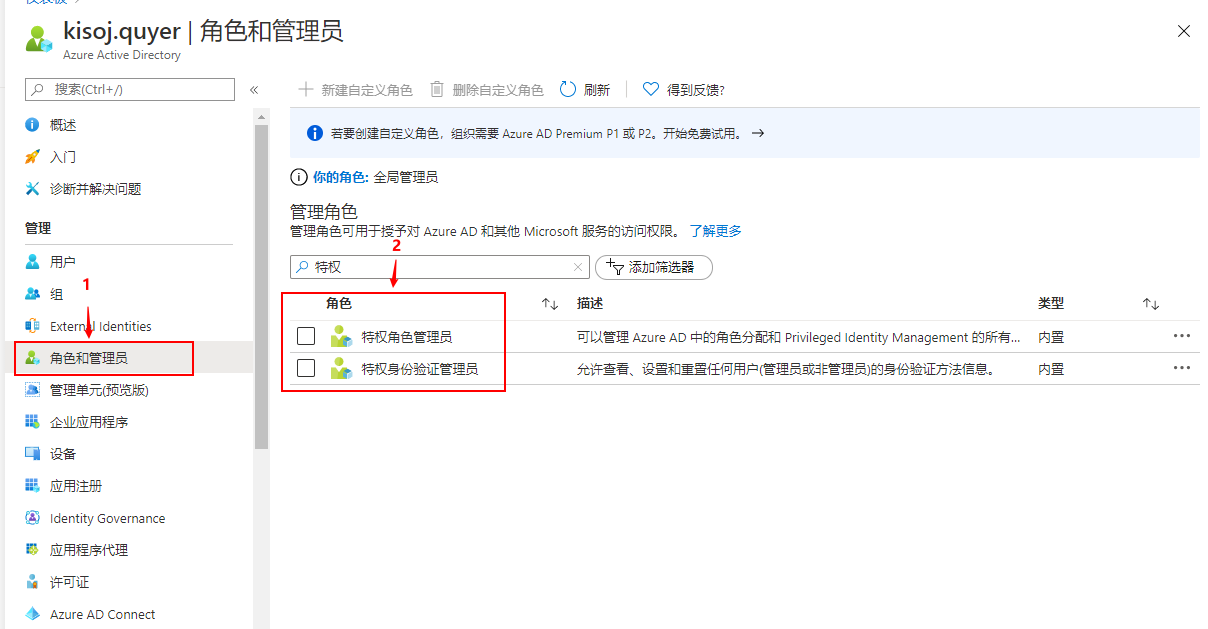 kisoj.quyer | 角色和管理员
Azure Active Directory
搜索(Ctrl+/)
«
概述
入门
诊断并解决问题
管理
用户
1
组
External Identities
角色和管理员
管理单元(预览版)
企业应用程序
设备
应用注册
Identity Governance
应用程序代理
许可证
Azure AD Connect
新建自定义角色 删除自定义角色 刷新 得到反馈?
若要创建自定义角色，组织需要 Azure AD Premium P1 或 P2。开始免费试用。 →
你的角色: 全局管理员
管理角色
管理角色可用于授予对 Azure AD 和其他 Microsoft 服务的访问权限。 了解更多
2
特权 添加筛选器
角色 描述 类型
特权角色管理员 可以管理 Azure AD 中的角色分配和 Privileged Identity Management 的所有... 内置 ...
特权身份验证管理员 允许查看、设置和重置任何用户(管理员或非管理员)的身份验证方法信息。 内置 ...